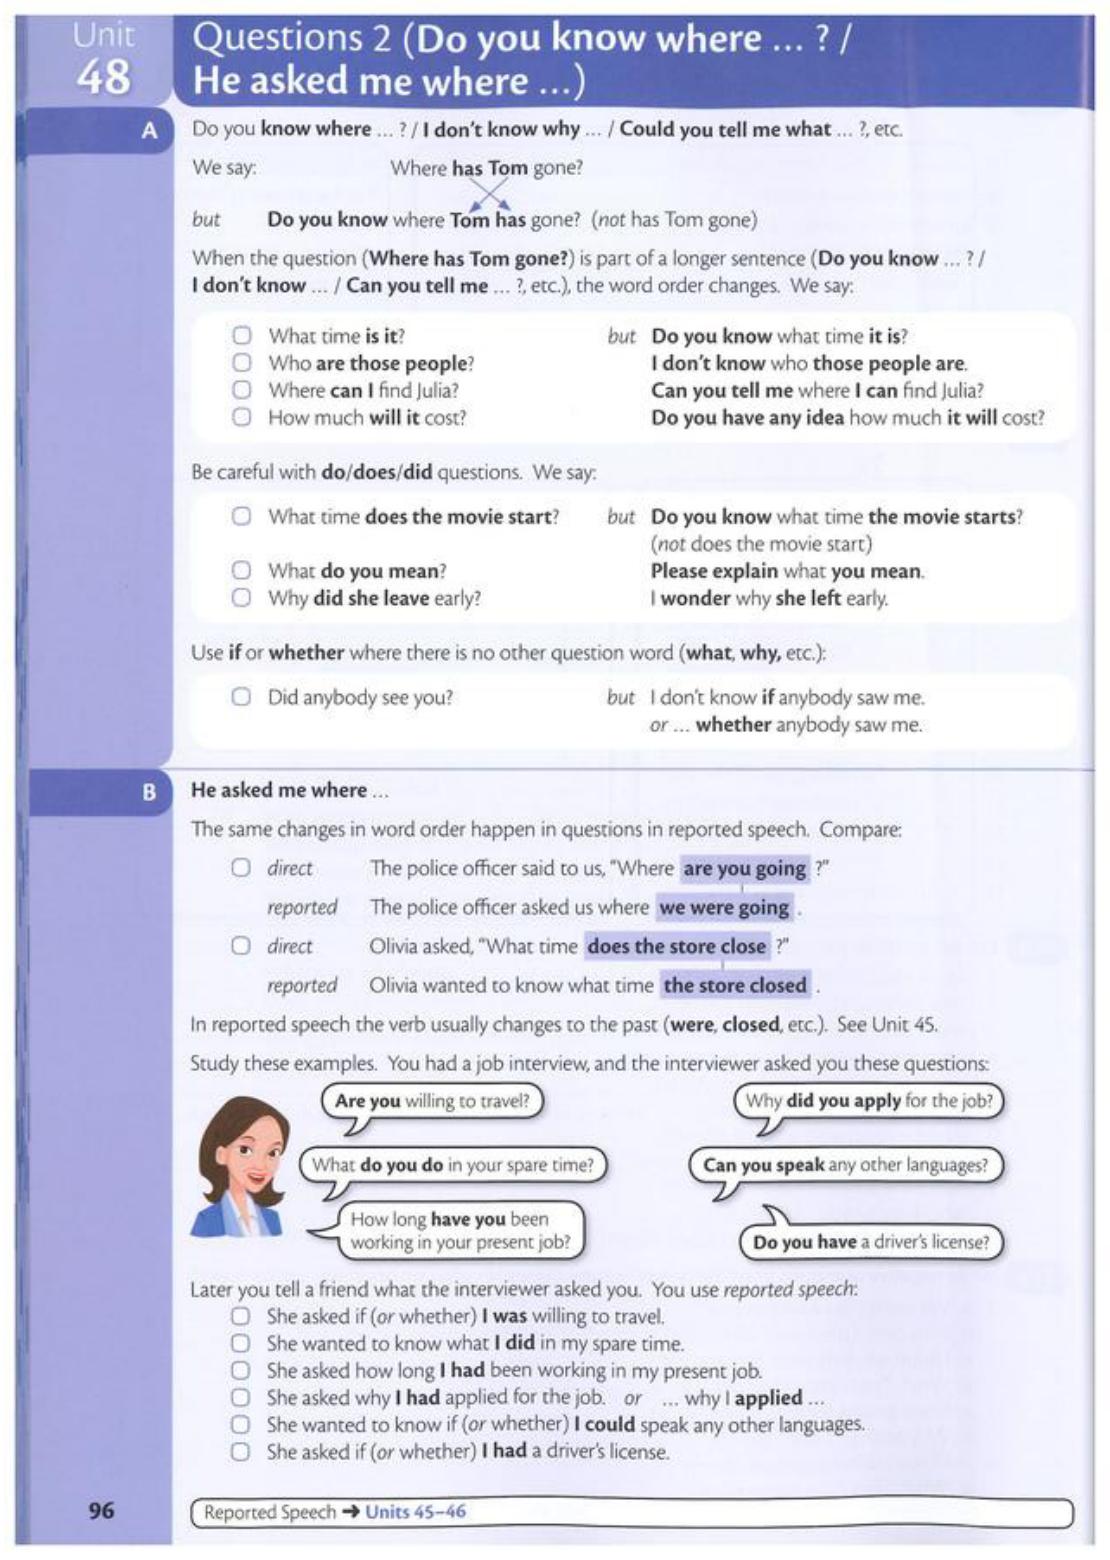 Unit
48
Questions 2 (Do you know where ... ? /
He asked me where ...)
A
Do you know where ... ? / I don't know why ... / Could you tell me what ... ?, etc.
We say: Where has Tom gone?
but Do you know where Tom has gone? (not has Tom gone)
When the question (Where has Tom gone?) is part of a longer sentence (Do you know ... ? /
I don't know ... / Can you tell me ... ?, etc.), the word order changes. We say:
What time is it? but Do you know what time it is?
Who are those people? I don't know who those people are.
Where can I find Julia? Can you tell me where I can find Julia?
How much will it cost? Do you have any idea how much it will cost?
Be careful with do/does/did questions. We say:
What time does the movie start? but Do you know what time the movie starts?
(not does the movie start)
What do you mean? Please explain what you mean.
Why did she leave early? I wonder why she left early.
Use if or whether where there is no other question word (what, why, etc.):
Did anybody see you? but I don't know if anybody saw me.
or ... whether anybody saw me.
B
He asked me where ...
The same changes in word order happen in questions in reported speech. Compare:
direct The police officer said to us, "Where are you going ?"
reported The police officer asked us where we were going .
direct Olivia asked, "What time does the store close ?"
reported Olivia wanted to know what time the store closed .
In reported speech the verb usually changes to the past (were, closed, etc.). See Unit 45.
Study these examples. You had a job interview, and the interviewer asked you these questions:
Are you willing to travel?
Why did you apply for the job?
What do you do in your spare time?
Can you speak any other languages?
How long have you been
working in your present job?
Do you have a driver's license?
Later you tell a friend what the interviewer asked you. You use reported speech:
She asked if (or whether) I was willing to travel.
She wanted to know what I did in my spare time.
She asked how long I had been working in my present job.
She asked why I had applied for the job. or ... why I applied ...
She wanted to know if (or whether) I could speak any other languages.
She asked if (or whether) I had a driver's license.
96
Reported Speech ➜ Units 45–46